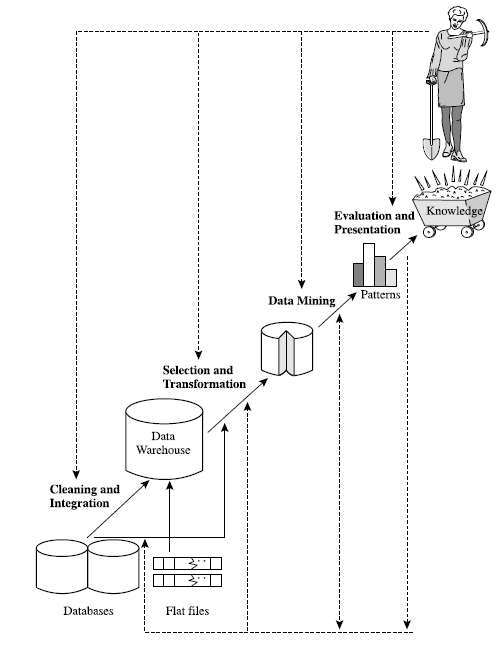 Evaluation and
Presentation
Knowledge
Patterns
Data Mining
Selection and
Transformation
Data
Warehouse
Cleaning and
Integration
Databases
Flat files